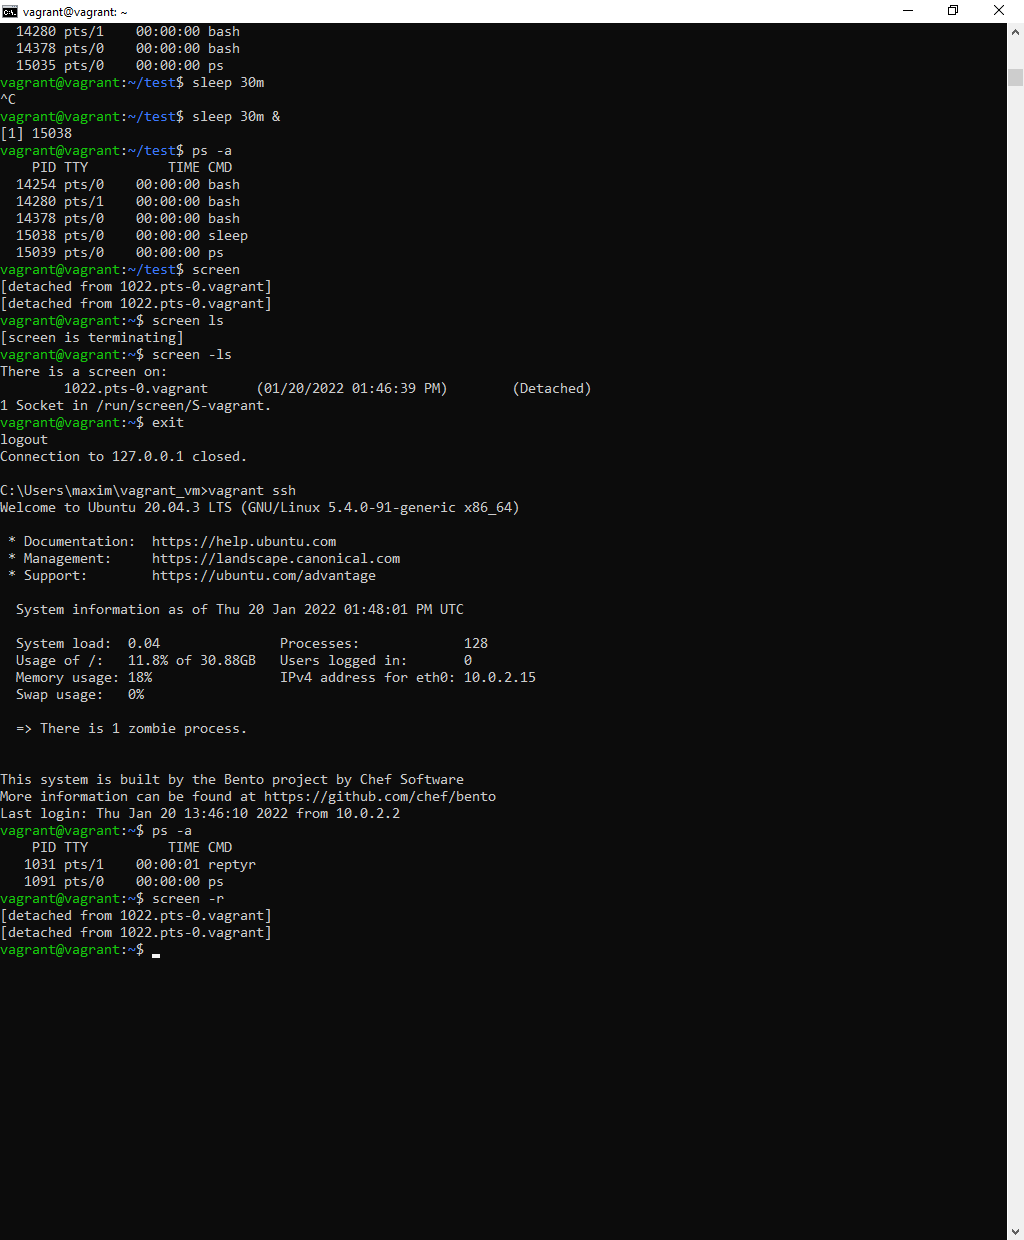 vagrant@vagrant: ~
14280 pts/1    00:00:00 bash
14378 pts/0    00:00:00 bash
15035 pts/0    00:00:00 ps
vagrant@vagrant:~/test$ sleep 30m
^C
vagrant@vagrant:~/test$ sleep 30m &
[1] 15038
vagrant@vagrant:~/test$ ps -a
    PID TTY          TIME CMD
  14254 pts/0    00:00:00 bash
  14280 pts/1    00:00:00 bash
  14378 pts/0    00:00:00 bash
  15038 pts/0    00:00:00 sleep
  15039 pts/0    00:00:00 ps
vagrant@vagrant:~/test$ screen
[detached from 1022.pts-0.vagrant]
[detached from 1022.pts-0.vagrant]
vagrant@vagrant:~$ screen ls
[screen is terminating]
vagrant@vagrant:~$ screen -ls
There is a screen on:
        1022.pts-0.vagrant      (01/20/2022 01:46:39 PM)        (Detached)
1 Socket in /run/screen/S-vagrant.
vagrant@vagrant:~$ exit
logout
Connection to 127.0.0.1 closed.
C:\Users\maxim\vagrant_vm>vagrant ssh
Welcome to Ubuntu 20.04.3 LTS (GNU/Linux 5.4.0-91-generic x86_64)
 * Documentation:  https://help.ubuntu.com
 * Management:     https://landscape.canonical.com
 * Support:        https://ubuntu.com/advantage
  System information as of Thu 20 Jan 2022 01:48:01 PM UTC
  System load:  0.04               Processes:             128
  Usage of /:   11.8% of 30.88GB   Users logged in:       0
  Memory usage: 18%                IPv4 address for eth0: 10.0.2.15
  Swap usage:   0%
  => There is 1 zombie process.
This system is built by the Bento project by Chef Software
More information can be found at https://github.com/chef/bento
Last login: Thu Jan 20 13:46:10 2022 from 10.0.2.2
vagrant@vagrant:~$ ps -a
    PID TTY          TIME CMD
   1031 pts/1    00:00:01 reptyr
   1091 pts/0    00:00:00 ps
vagrant@vagrant:~$ screen -r
[detached from 1022.pts-0.vagrant]
[detached from 1022.pts-0.vagrant]
vagrant@vagrant:~$